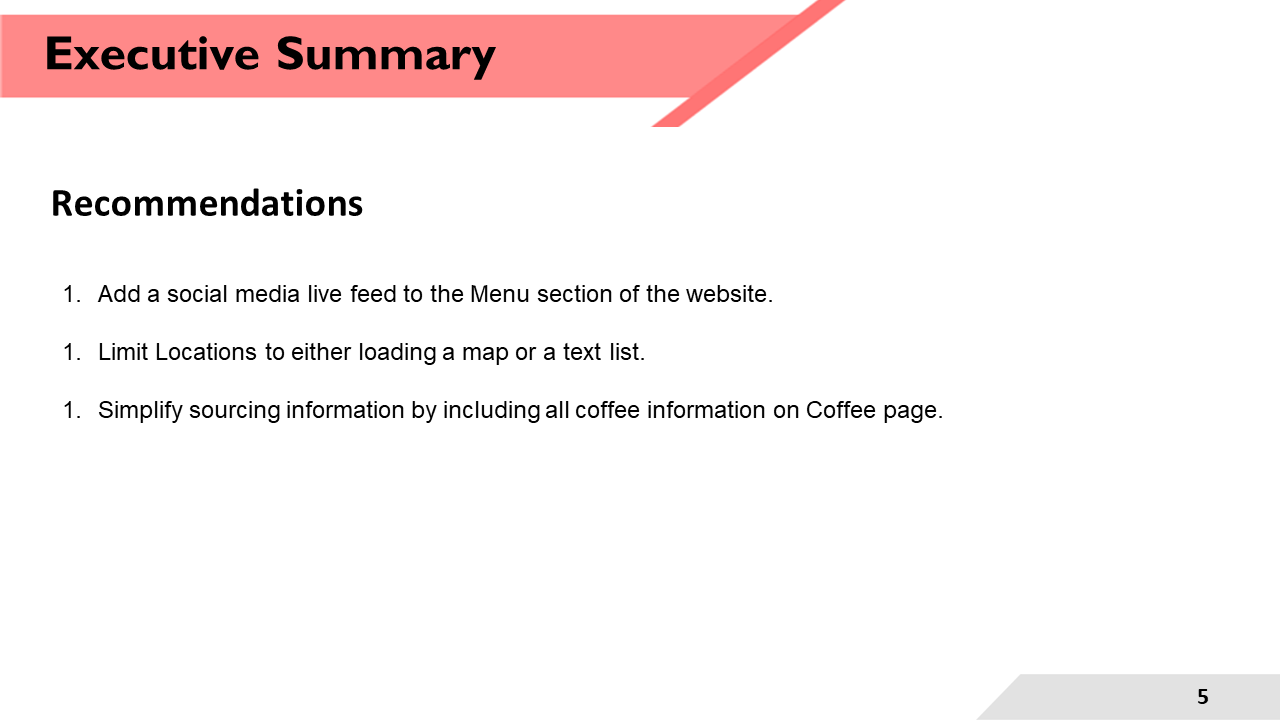 Executive Summary
Recommendations
1. Add a social media live feed to the Menu section of the website.
1. Limit Locations to either loading a map or a text list.
1. Simplify sourcing information by including all coffee information on Coffee page.
5